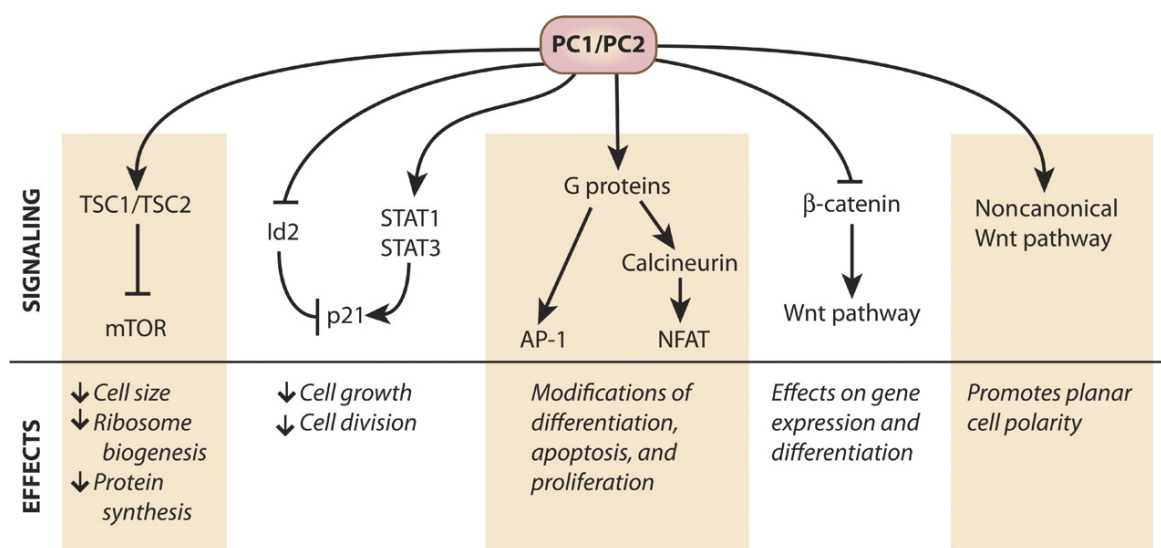 PC1/PC2
SIGNALING
TSC1/TSC2
mTOR
Id2
STAT1
STAT3
p21
G proteins
Calcineurin
AP-1
NFAT
β-catenin
Wnt pathway
Noncanonical
Wnt pathway
EFFECTS
↓ Cell size
↓ Ribosome
biogenesis
↓ Protein
synthesis
↓ Cell growth
↓ Cell division
Modifications of
differentiation,
apoptosis, and
proliferation
Effects on gene
expression and
differentiation
Promotes planar
cell polarity